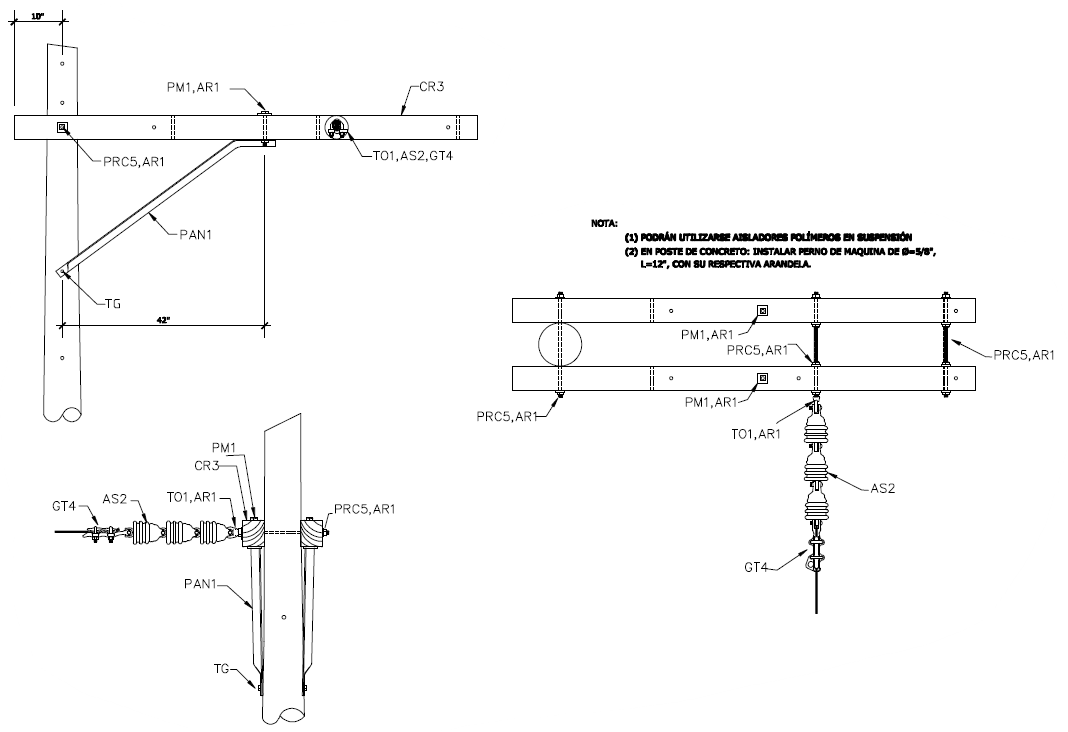 10"
PM1,AR1
CR3
PRC5,AR1
TO1,AS2,GT4
PAN1
TG
42"
NOTA:
(1) PODRÁN UTILIZARSE AISLADORES POLÍMEROS EN SUSPENSIÓN
(2) EN POSTE DE CONCRETO: INSTALAR PERNO DE MAQUINA DE Ø=5/8",
L=12", CON SU RESPECTIVA ARANDELA.
PM1,AR1
PRC5,AR1
PRC5,AR1
PM1,AR1
PRC5,AR1
TO1,AR1
AS2
GT4
PM1
CR3
TO1,AR1
AS2
GT4
PRC5,AR1
PAN1
TG